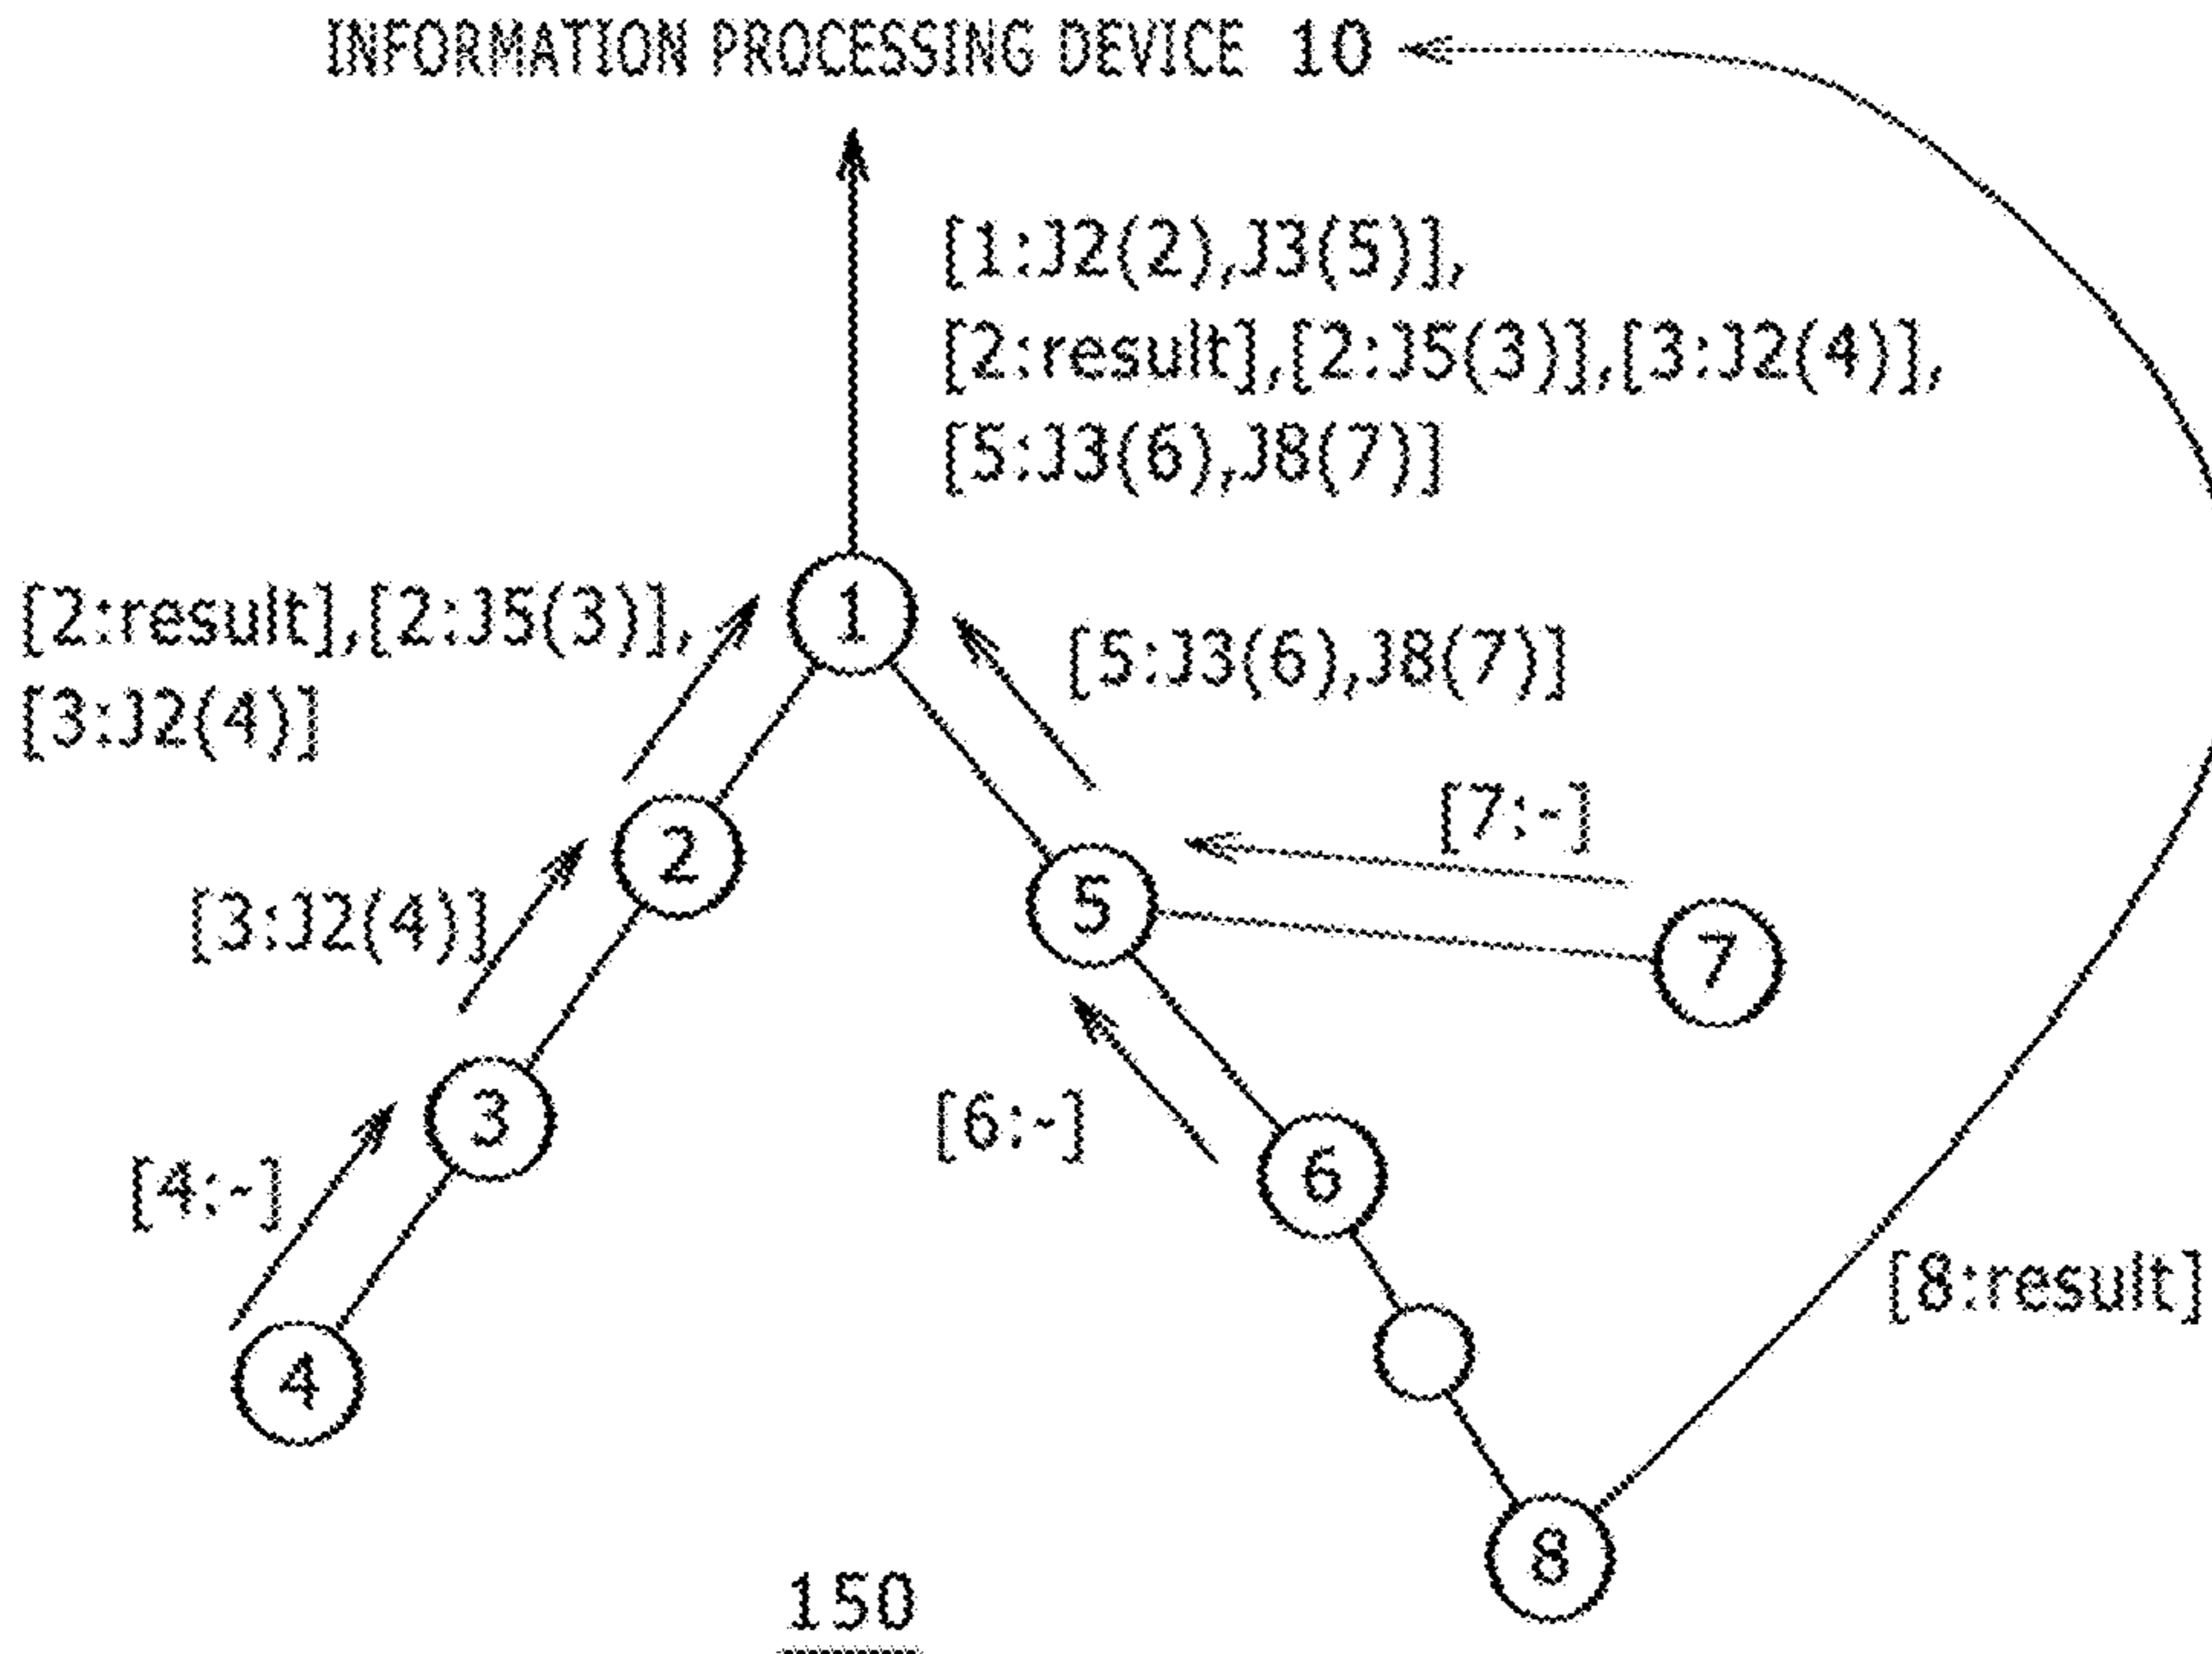 INFORMATION PROCESSING DEVICE 10
[1:J2(2),J3(5)],
[2:result],[2:J5(3)],[3:J2(4)],
[5:J3(6),J8(7)]
1
[2:result],[2:J5(3)],
[3:J2(4)]
[5:J3(6),J8(7)]
[7:-]
2
[3:J2(4)]
5
7
3
[6:-]
[4:-]
6
[8:result]
4
8
150